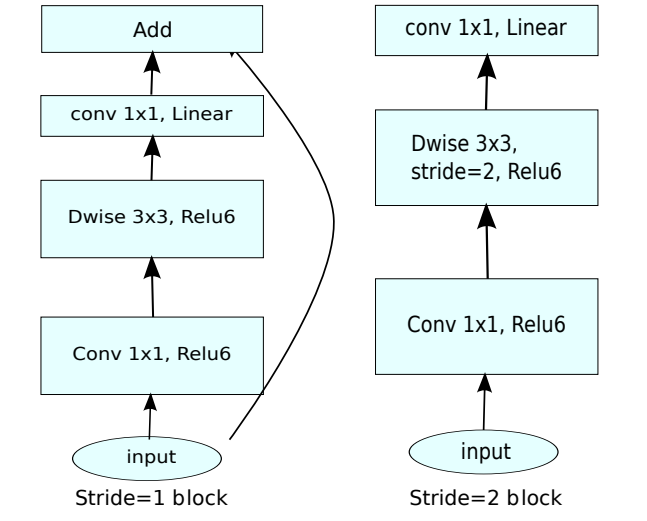 Add
conv 1x1, Linear
Dwise 3x3, Relu6
Conv 1x1, Relu6
input
Stride=1 block
conv 1x1, Linear
Dwise 3x3,
stride=2, Relu6
Conv 1x1, Relu6
input
Stride=2 block